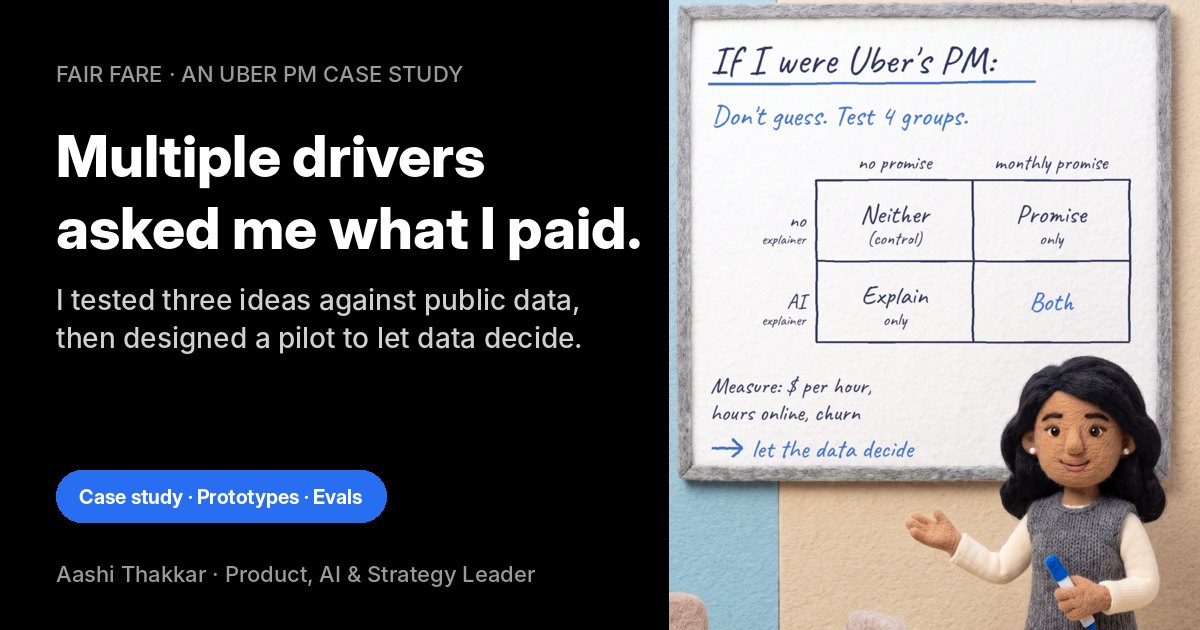 FAIR FARE · AN UBER PM CASE STUDY
Multiple drivers
asked me what I paid.
I tested three ideas against public data,
then designed a pilot to let data decide.
Case study · Prototypes · Evals
Aashi Thakkar · Product, AI & Strategy Leader
If I were Uber's PM:
Don't guess. Test 4 groups.
no promise monthly promise
no
explainer
Neither
(control)
Promise
only
AI
explainer
Explain
only
Both
Measure: $ per hour,
hours online, churn
→ let the data decide